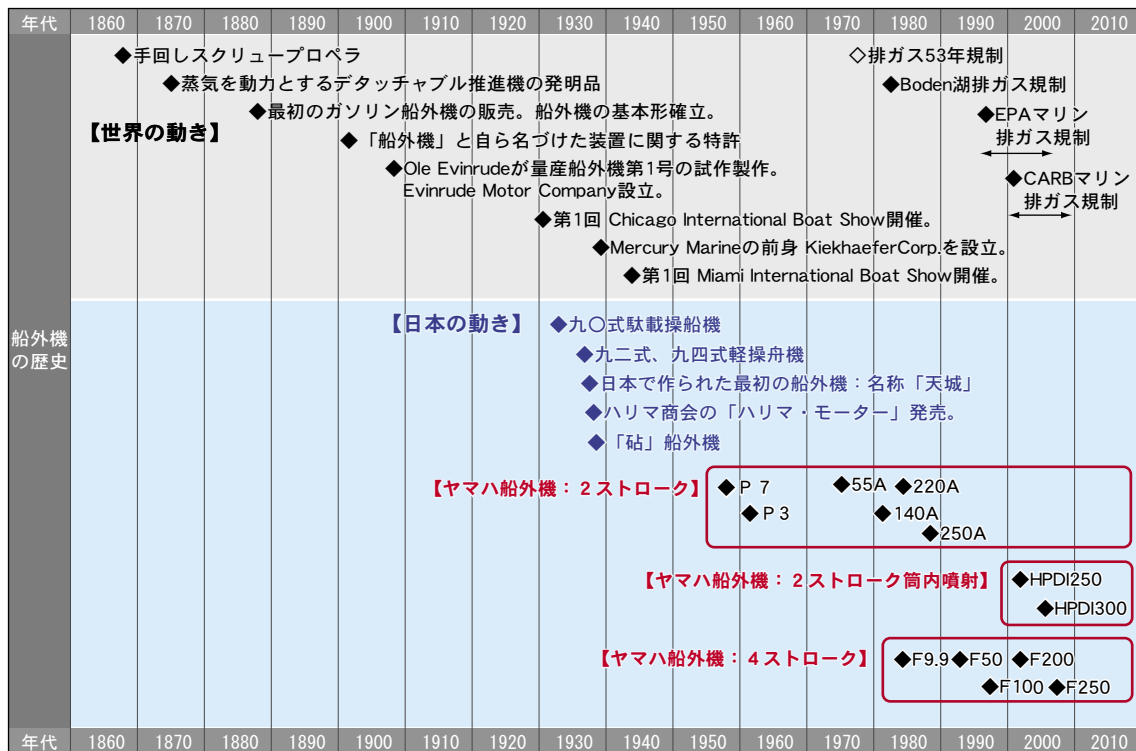 年代 1860 1870 1880 1890 1900 1910 1920 1930 1940 1950 1960 1970 1980 1990 2000 2010
船外機
の歴史
【世界の動き】
◆手回しスクリュープロペラ
◆蒸気を動力とするデタッチャブル推進機の発明品
◆最初のガソリン船外機の販売。船外機の基本形確立。
◆「船外機」と自ら名づけた装置に関する特許
◆Ole Evinrudeが量産船外機第1号の試作製作。
Evinrude Motor Company設立。
◆第1回 Chicago International Boat Show開催。
◆Mercury Marineの前身 KiekhaeferCorp.を設立。
◆第1回 Miami International Boat Show開催。
◇排ガス53年規制
◆Boden湖排ガス規制
◆EPAマリン
排ガス規制
◆CARBマリン
排ガス規制
【日本の動き】
◆九〇式駄載操船機
◆九二式、九四式軽操舟機
◆日本で作られた最初の船外機：名称「天城」
◆ハリマ商会の「ハリマ・モーター」発売。
◆「砧」船外機
【ヤマハ船外機：２ストローク】
◆Ｐ７ ◆55A ◆220A
◆Ｐ３ ◆140A
◆250A
【ヤマハ船外機：２ストローク筒内噴射】
◆HPDI250
◆HPDI300
【ヤマハ船外機：４ストローク】
◆F9.9 ◆F50 ◆F200
◆F100 ◆F250
年代 1860 1870 1880 1890 1900 1910 1920 1930 1940 1950 1960 1970 1980 1990 2000 2010